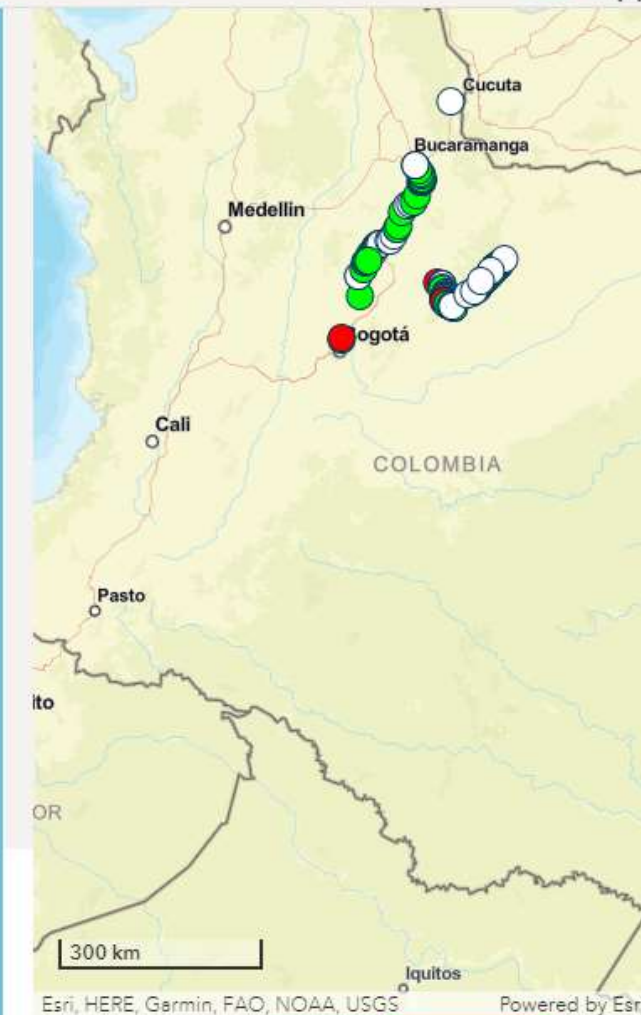 Cucuta
Bucaramanga
Medellin
ogotá
Cali
COLOMBIA
Pasto
ito
OR
300 km
Iquitos
Esri, HERE, Garmin, FAO, NOAA, USGS
Powered by Esr